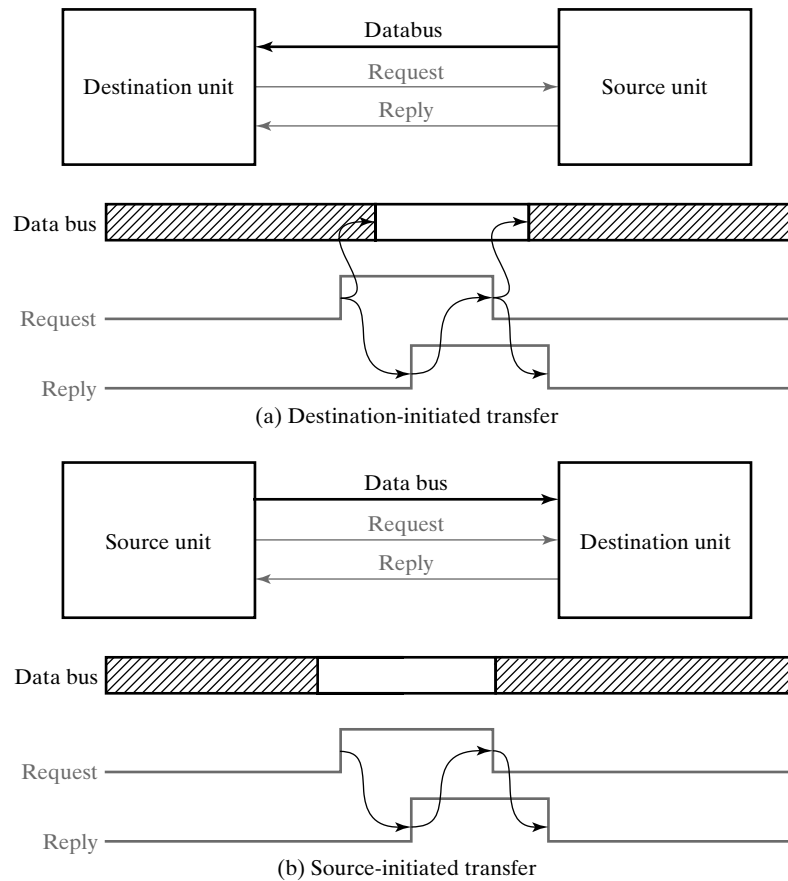 Databus
Destination unit
Request
Source unit
Reply
Data bus
Request
Reply
(a) Destination-initiated transfer
Data bus
Source unit
Request
Destination unit
Reply
Data bus
Request
Reply
(b) Source-initiated transfer